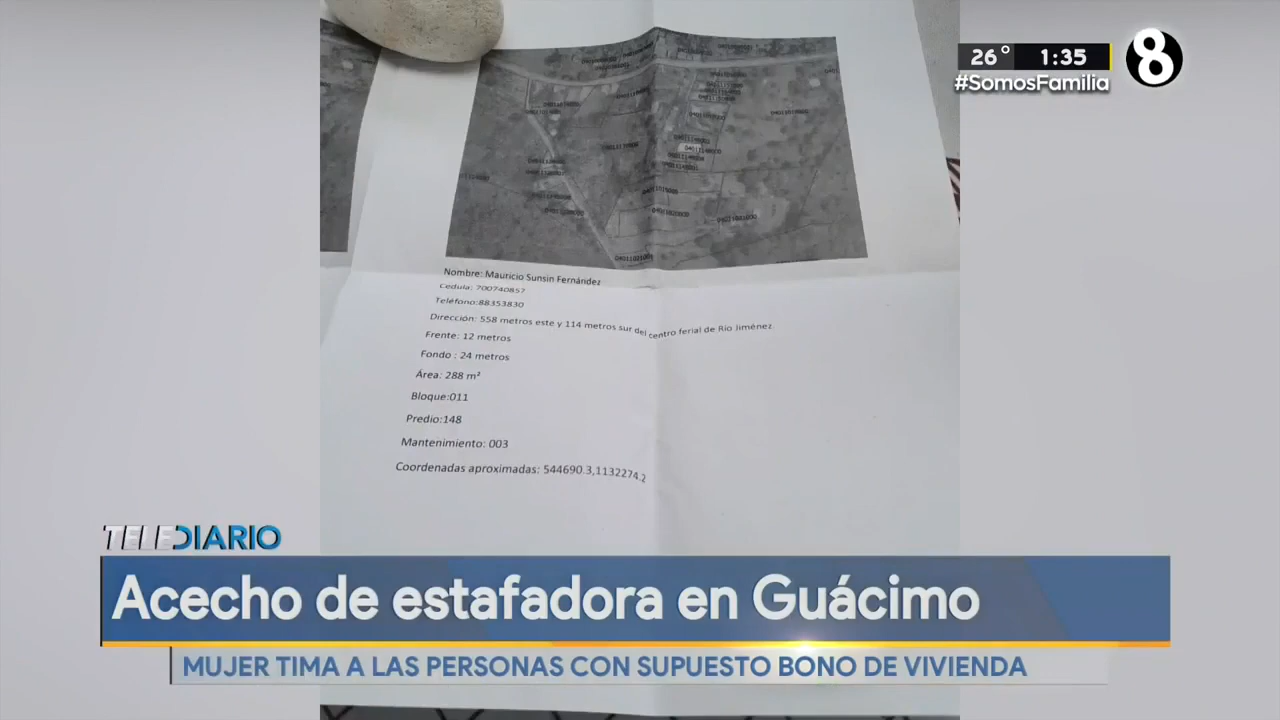 26° 1:35
8
#SomosFamilia
Nombre: Mauricio Sunsin Fernández
Cedula: 700740857
Teléfono:88353830
Dirección: 558 metros este y 114 metros sur del centro ferial de Rio Jiménez
Frente: 12 metros
Fondo : 24 metros
Área: 288 m²
Bloque:011
Predio:148
Mantenimiento: 003
Coordenadas aproximadas: 544690.3,1132274.2
TELEDIARIO
Acecho de estafadora en Guácimo
MUJER TIMA A LAS PERSONAS CON SUPUESTO BONO DE VIVIENDA